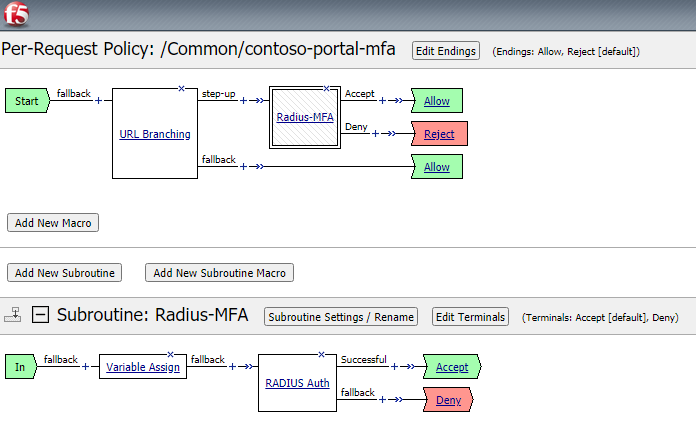 f5
Per-Request Policy: /Common/contoso-portal-mfa Edit Endings (Endings: Allow, Reject [default])
Start fallback + URL Branching × step-up + Radius-MFA × Accept + Allow
Deny + Reject
fallback + Allow
Add New Macro
Add New Subroutine Add New Subroutine Macro
Subroutine: Radius-MFA Subroutine Settings / Rename Edit Terminals (Terminals: Accept [default], Deny)
In fallback + Variable Assign × fallback + RADIUS Auth × Successful + Accept
fallback + Deny